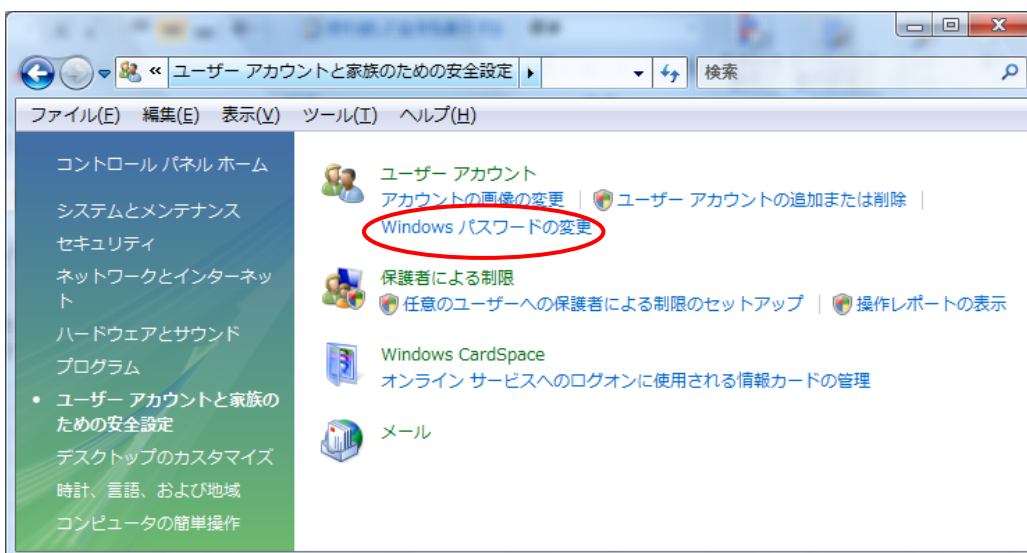 « ユーザー アカウントと家族のための安全設定
検索
ファイル(F) 編集(E) 表示(V) ツール(T) ヘルプ(H)
コントロール パネル ホーム
システムとメンテナンス
セキュリティ
ネットワークとインターネッ
ト
ハードウェアとサウンド
プログラム
• ユーザー アカウントと家族の
ための安全設定
デスクトップのカスタマイズ
時計、言語、および地域
コンピュータの簡単操作
ユーザー アカウント
アカウントの画像の変更 | ユーザー アカウントの追加または削除 |
Windows パスワードの変更
保護者による制限
任意のユーザーへの保護者による制限のセットアップ | 操作レポートの表示
Windows CardSpace
オンライン サービスへのログオンに使用される情報カードの管理
メール